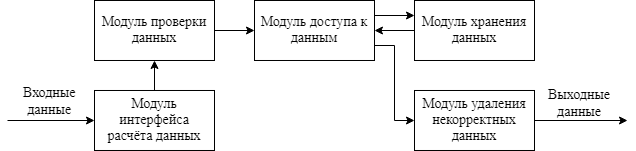 Модуль проверки
данных
Модуль доступа к
данным
Модуль хранения
данных
Входные
данные
Модуль
интерфейса
расчёта данных
Модуль удаления
некорректных
данных
Выходные
данные